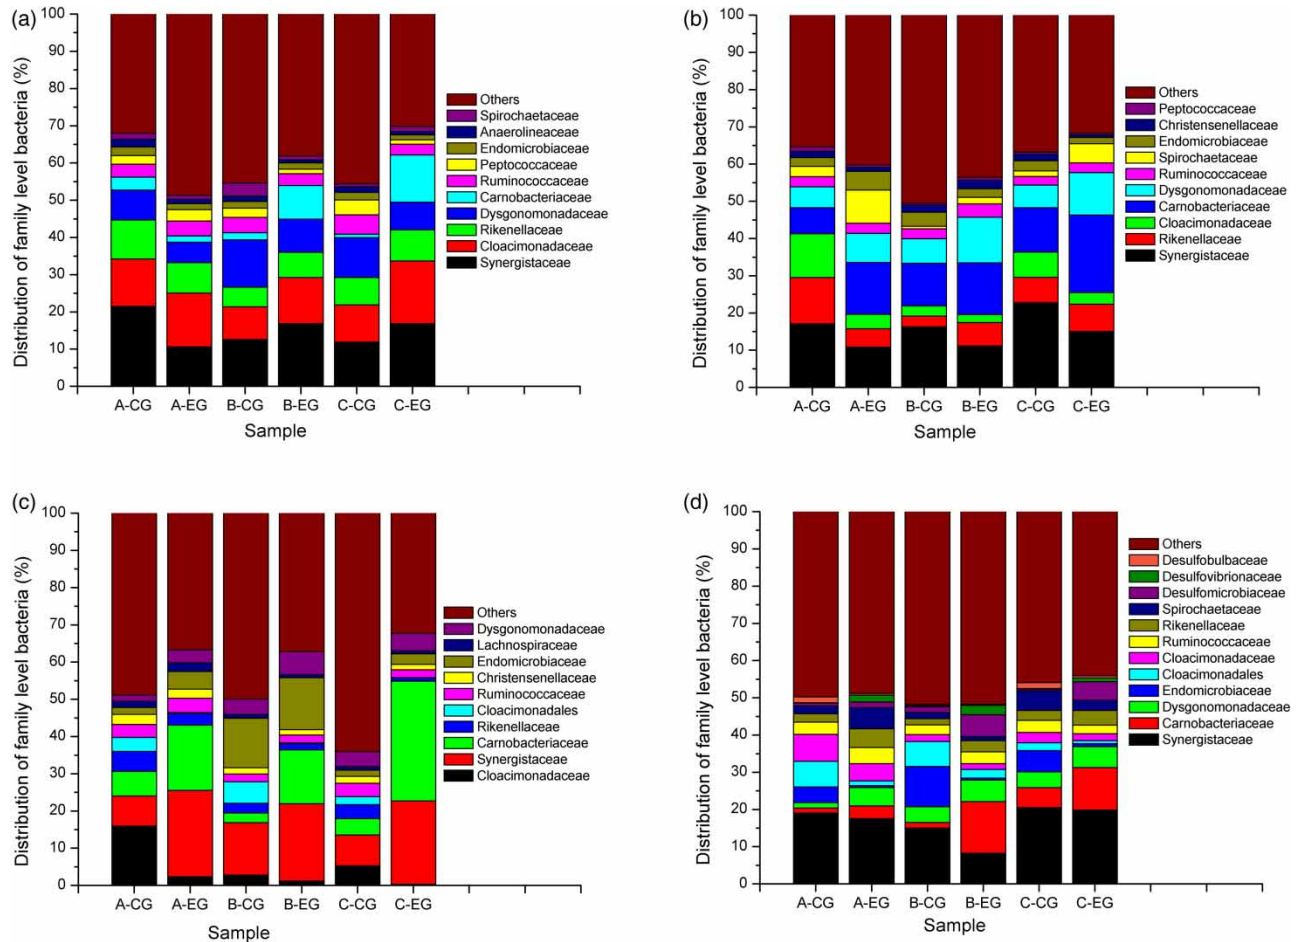 (a)
Distribution of family level bacteria (%)
100
90
80
70
60
50
40
30
20
10
0
Others
Spirochaetaceae
Anaerolineaceae
Endomicrobiaceae
Peptococcaceae
Ruminococcaceae
Carnobacteriaceae
Dysgonomonadaceae
Rikenellaceae
Cloacimonadaceae
Synergistaceae
A-CG A-EG B-CG B-EG C-CG C-EG
Sample
(b)
Distribution of family level bacteria (%)
100
90
80
70
60
50
40
30
20
10
0
Others
Peptococcaceae
Christensenellaceae
Endomicrobiaceae
Spirochaetaceae
Ruminococcaceae
Dysgonomonadaceae
Carnobacteriaceae
Cloacimonadaceae
Rikenellaceae
Synergistaceae
A-CG A-EG B-CG B-EG C-CG C-EG
Sample
(c)
Distribution of family level bacteria (%)
100
90
80
70
60
50
40
30
20
10
0
Others
Dysgonomonadaceae
Lachnospiraceae
Endomicrobiaceae
Christensenellaceae
Ruminococcaceae
Cloacimonadales
Rikenellaceae
Carnobacteriaceae
Synergistaceae
Cloacimonadaceae
A-CG A-EG B-CG B-EG C-CG C-EG
Sample
(d)
Distribution of family level bacteria (%)
100
90
80
70
60
50
40
30
20
10
0
Others
Desulfobulbaceae
Desulfovibrionaceae
Desulfomicrobiaceae
Spirochaetaceae
Rikenellaceae
Ruminococcaceae
Cloacimonadaceae
Cloacimonadales
Endomicrobiaceae
Dysgonomonadaceae
Carnobacteriaceae
Synergistaceae
A-CG A-EG B-CG B-EG C-CG C-EG
Sample